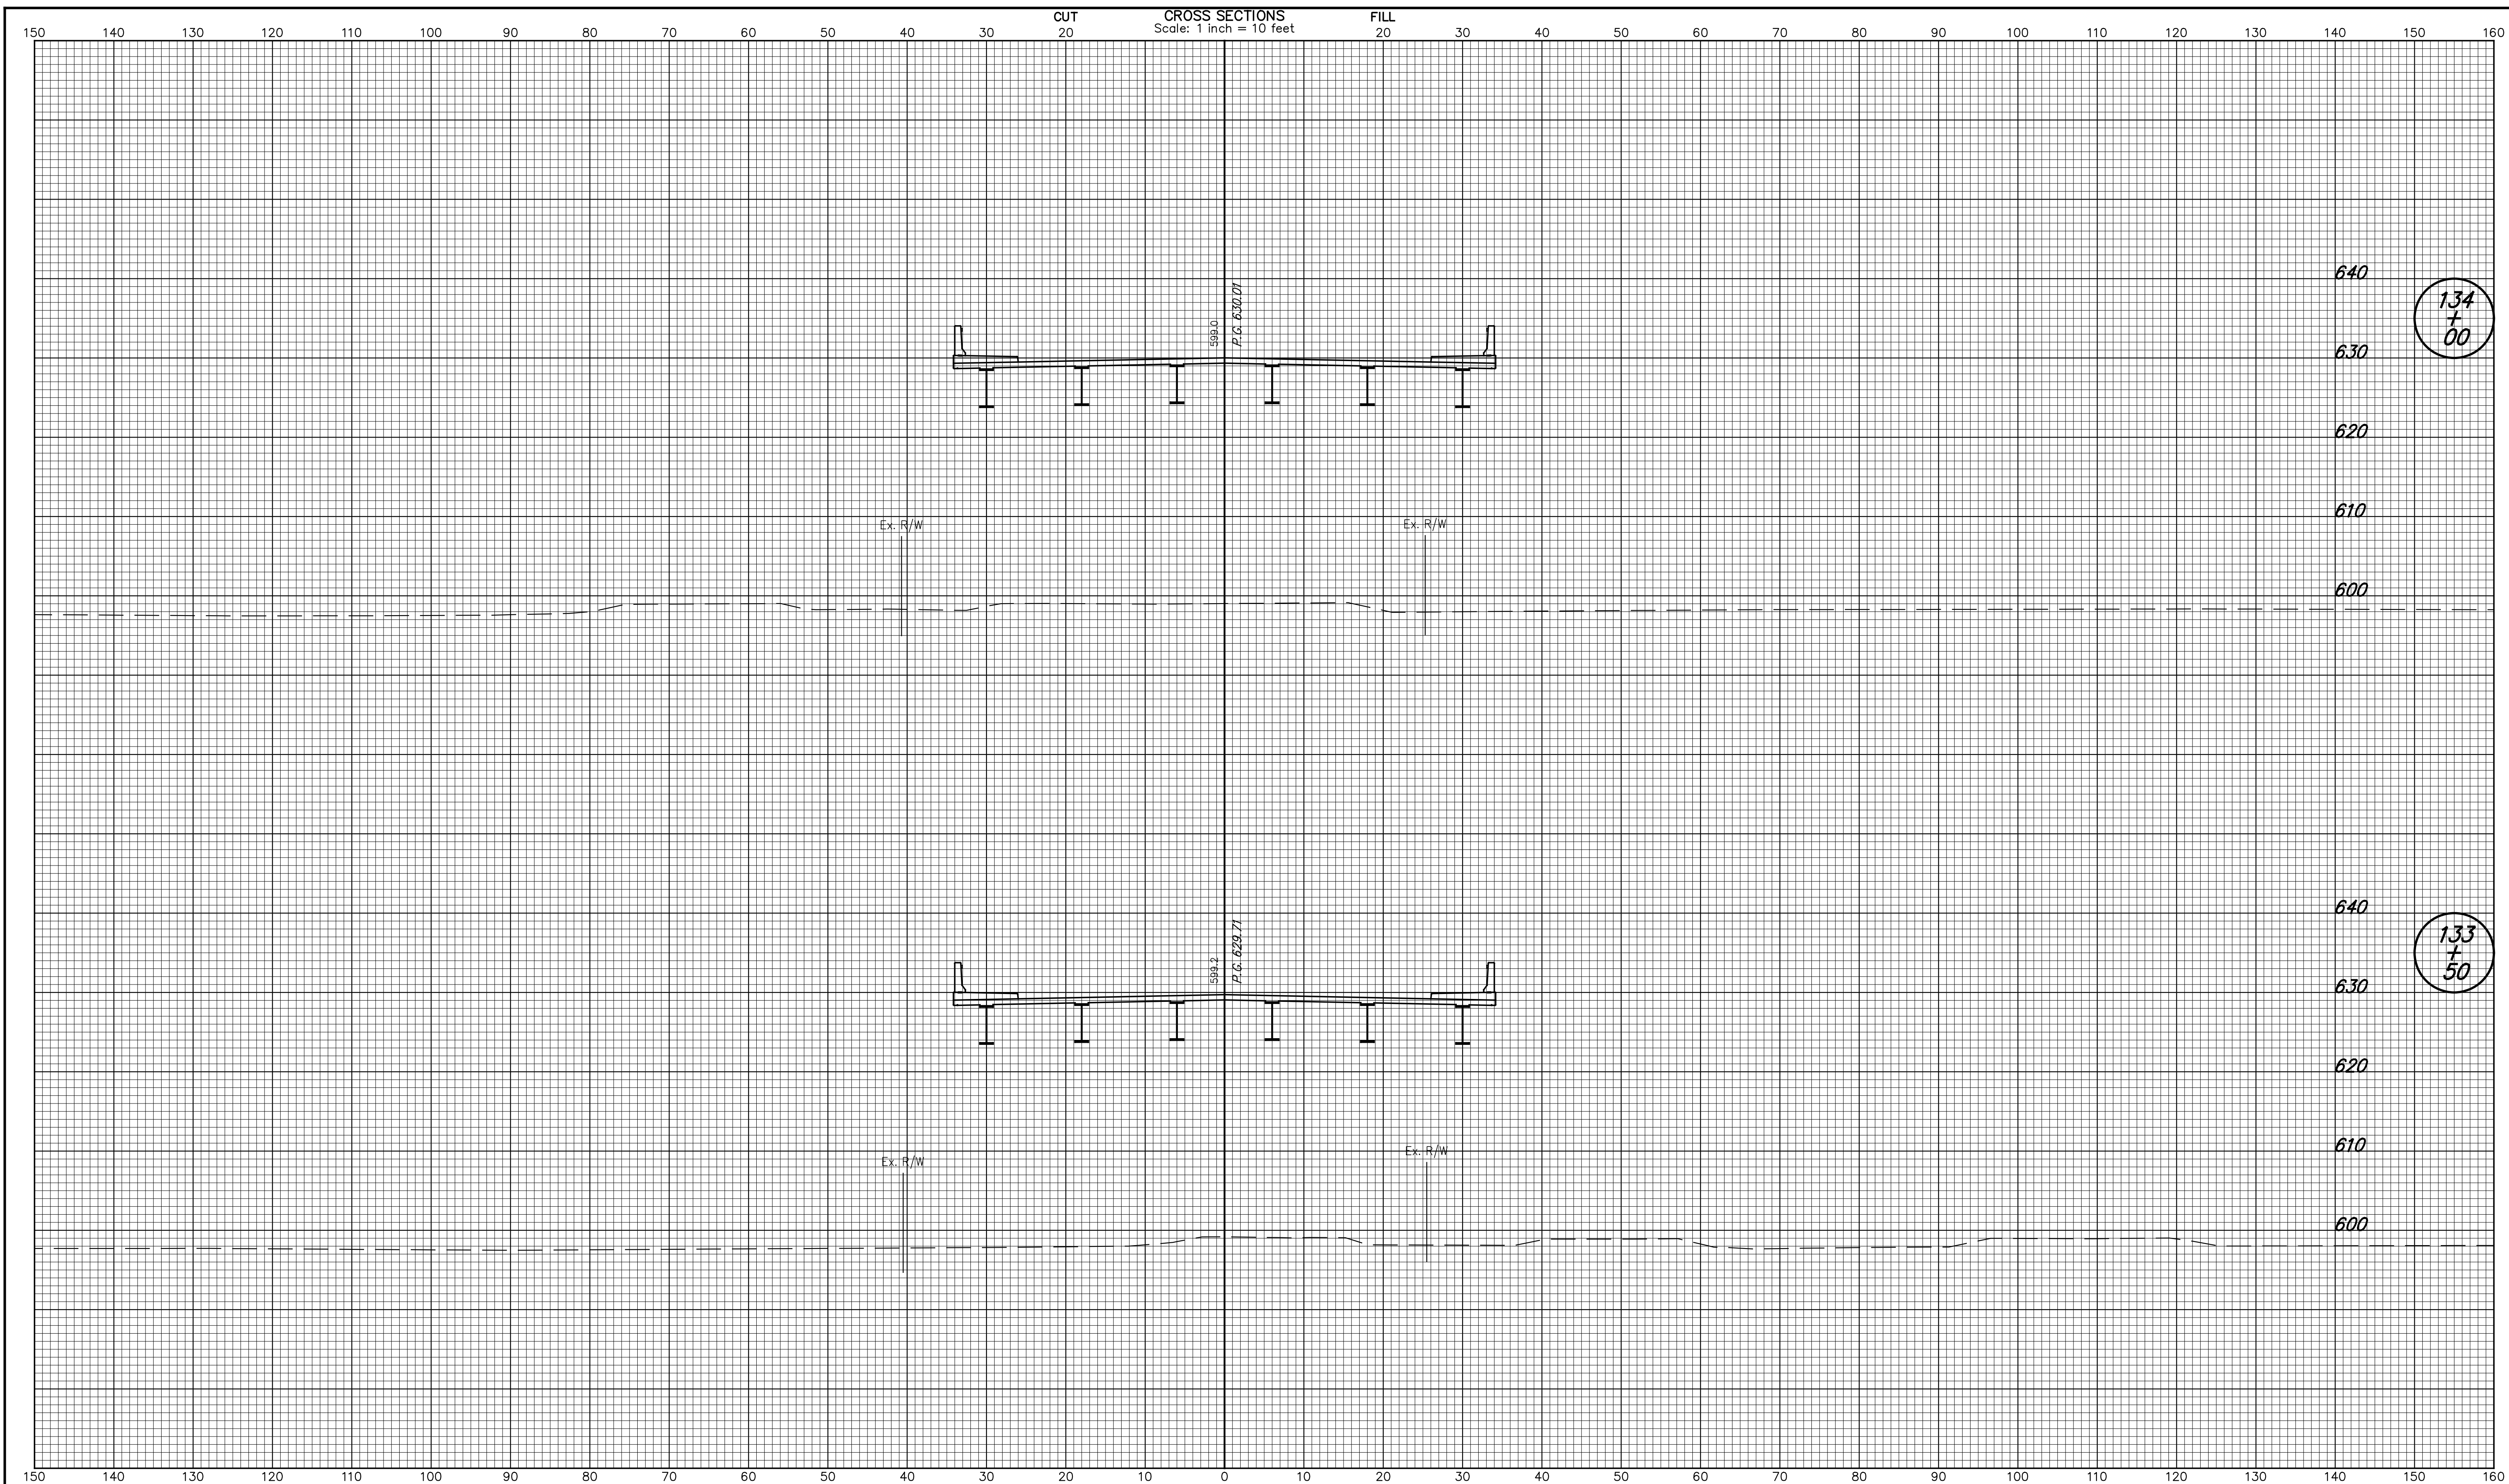 CUT CROSS SECTIONS FILL
Scale: 1 inch = 10 feet
150 140 130 120 110 100 90 80 70 60 50 40 30 20 20 30 40 50 60 70 80 90 100 110 120 130 140 150 160
640
134
+
00
599.0
P.G. 630.01
630
620
610
Ex. R/W
Ex. R/W
600
640
133
+
50
599.2
P.G. 629.71
630
620
610
Ex. R/W
Ex. R/W
600
150 140 130 120 110 100 90 80 70 60 50 40 30 20 10 0 10 20 30 40 50 60 70 80 90 100 110 120 130 140 150 160